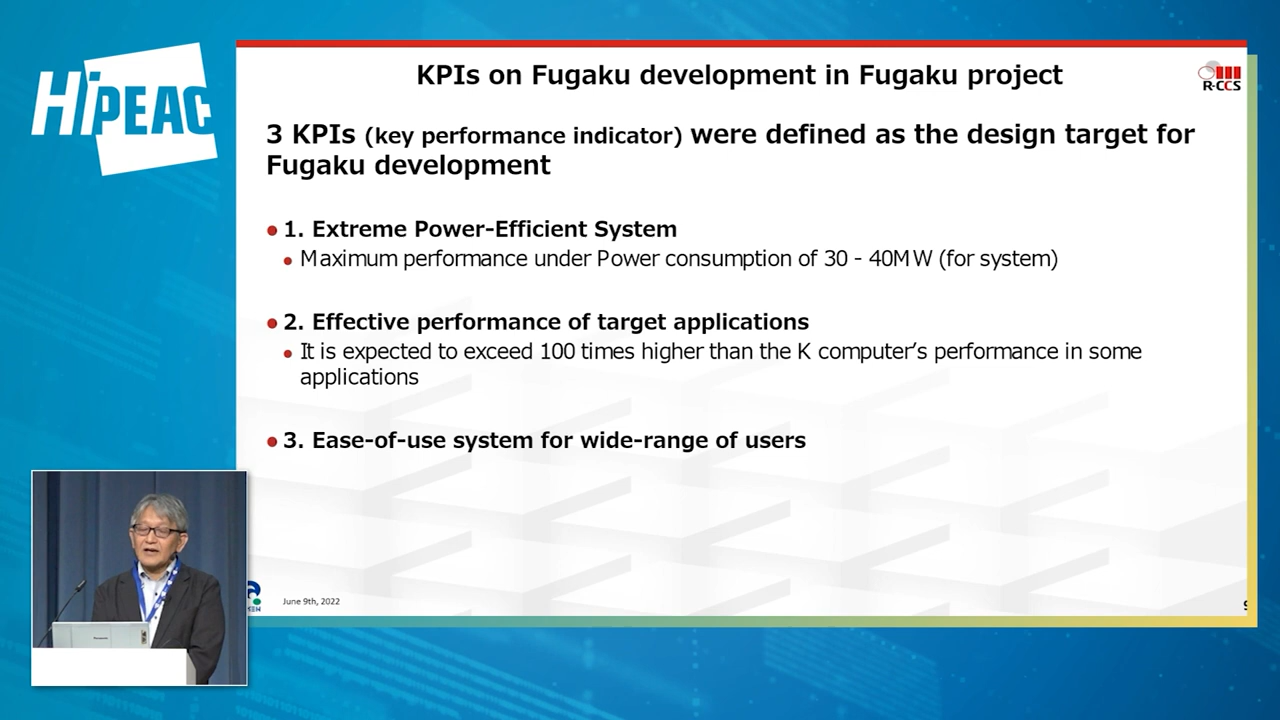 HiPEAC
KPIs on Fugaku development in Fugaku project
R-CCS
3 KPIs (key performance indicator) were defined as the design target for
Fugaku development
1. Extreme Power-Efficient System
Maximum performance under Power consumption of 30 - 40MW (for system)
2. Effective performance of target applications
It is expected to exceed 100 times higher than the K computer's performance in some
applications
3. Ease-of-use system for wide-range of users
June 9th, 2022